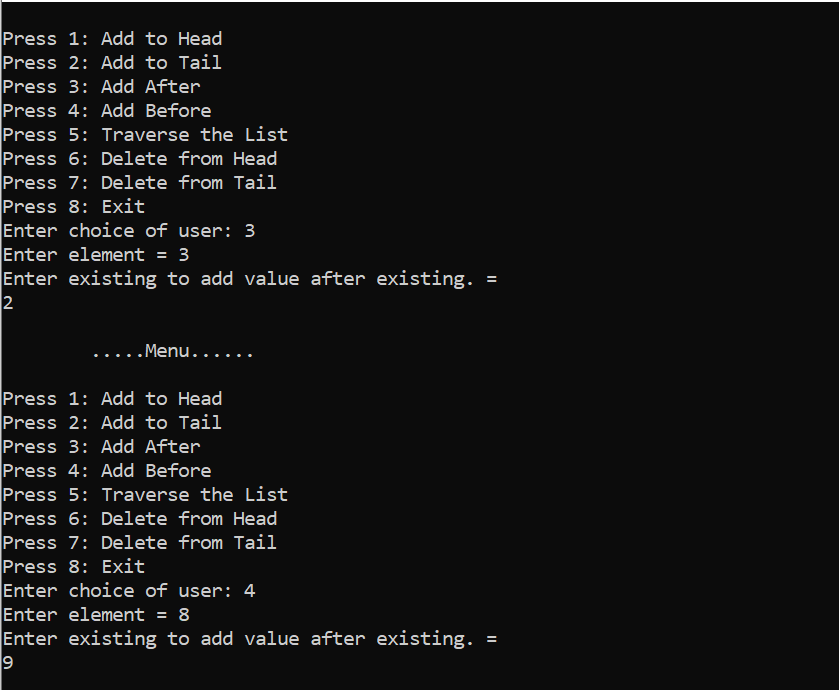 Press 1: Add to Head
Press 2: Add to Tail
Press 3: Add After
Press 4: Add Before
Press 5: Traverse the List
Press 6: Delete from Head
Press 7: Delete from Tail
Press 8: Exit
Enter choice of user: 3
Enter element = 3
Enter existing to add value after existing. =
2
.....Menu......
Press 1: Add to Head
Press 2: Add to Tail
Press 3: Add After
Press 4: Add Before
Press 5: Traverse the List
Press 6: Delete from Head
Press 7: Delete from Tail
Press 8: Exit
Enter choice of user: 4
Enter element = 8
Enter existing to add value after existing. =
9